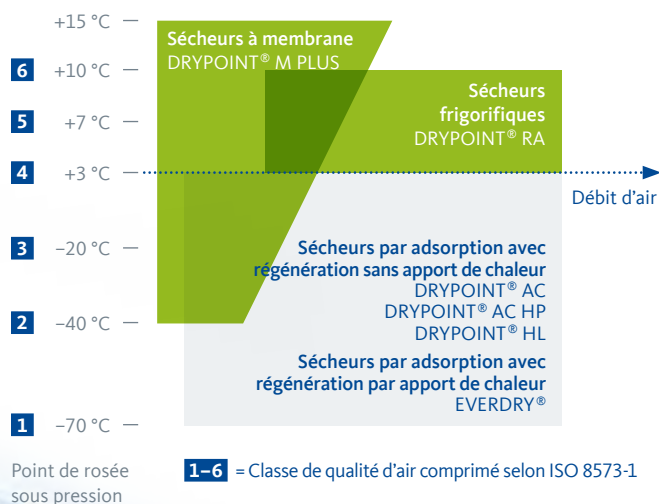 +15 °C
Sécheurs à membrane
DRYPOINT® M PLUS
6 +10 °C
Sécheurs
frigorifiques
DRYPOINT® RA
5 +7 °C
4 +3 °C
Débit d'air
3 −20 °C
Sécheurs par adsorption avec
régénération sans apport de chaleur
DRYPOINT® AC
DRYPOINT® AC HP
DRYPOINT® HL
2 −40 °C
Sécheurs par adsorption avec
régénération par apport de chaleur
EVERDRY®
1 −70 °C
Point de rosée
sous pression
1–6 = Classe de qualité d'air comprimé selon ISO 8573-1